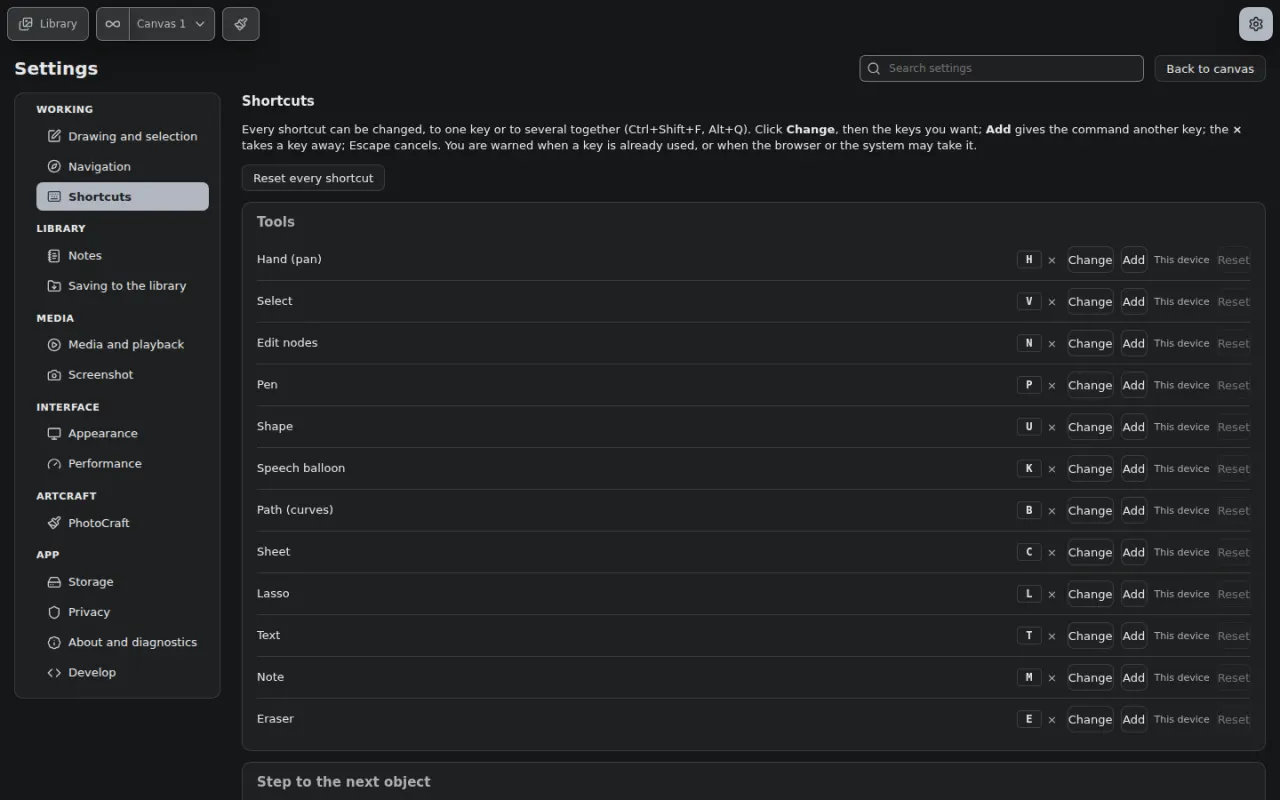 Library
Canvas 1
Settings
Search settings
Back to canvas
WORKING
Drawing and selection
Navigation
Shortcuts
LIBRARY
Notes
Saving to the library
MEDIA
Media and playback
Screenshot
INTERFACE
Appearance
Performance
ARTCRAFT
PhotoCraft
APP
Storage
Privacy
About and diagnostics
Develop
Shortcuts
Every shortcut can be changed, to one key or to several together (Ctrl+Shift+F, Alt+Q). Click Change, then the keys you want; Add gives the command another key; the ×
takes a key away; Escape cancels. You are warned when a key is already used, or when the browser or the system may take it.
Reset every shortcut
Tools
Hand (pan) H × Change Add This device Reset
Select V × Change Add This device Reset
Edit nodes N × Change Add This device Reset
Pen P × Change Add This device Reset
Shape U × Change Add This device Reset
Speech balloon K × Change Add This device Reset
Path (curves) B × Change Add This device Reset
Sheet C × Change Add This device Reset
Lasso L × Change Add This device Reset
Text T × Change Add This device Reset
Note M × Change Add This device Reset
Eraser E × Change Add This device Reset
Step to the next object